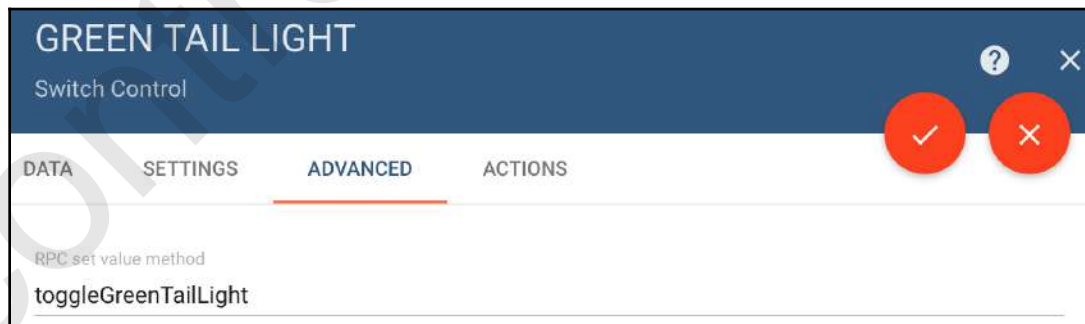 GREEN TAIL LIGHT
Switch Control
DATA SETTINGS ADVANCED ACTIONS
RPC set value method
toggleGreenTailLight